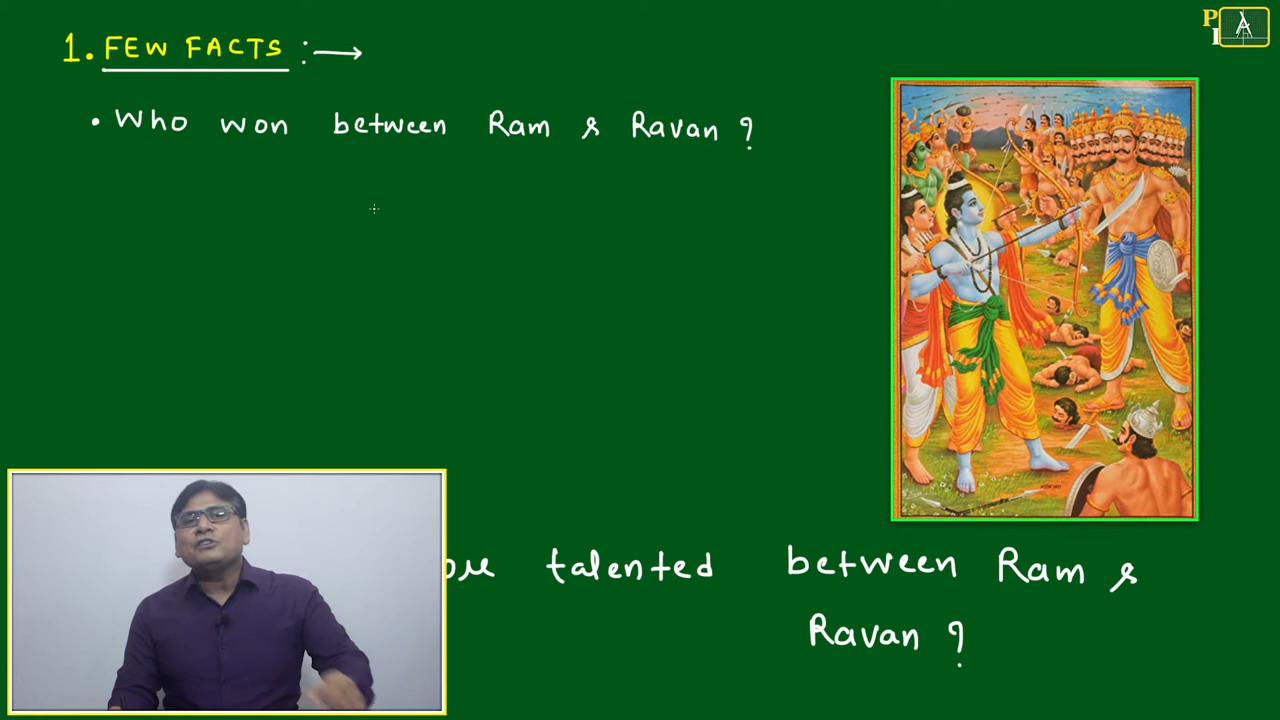 P
I A
1. FEW FACTS :→
• Who won between Ram & Ravan ?
talented between Ram &
Ravan ?